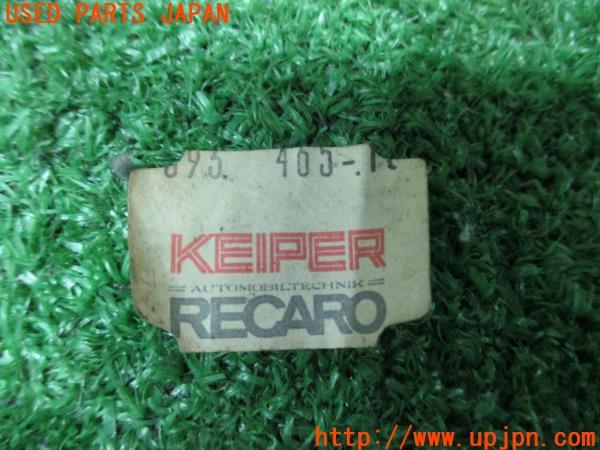 USED PARTS JAPAN
KEIPER
AUTOMOBILTECHNIK
RECARO
http://www.upjpn.com/